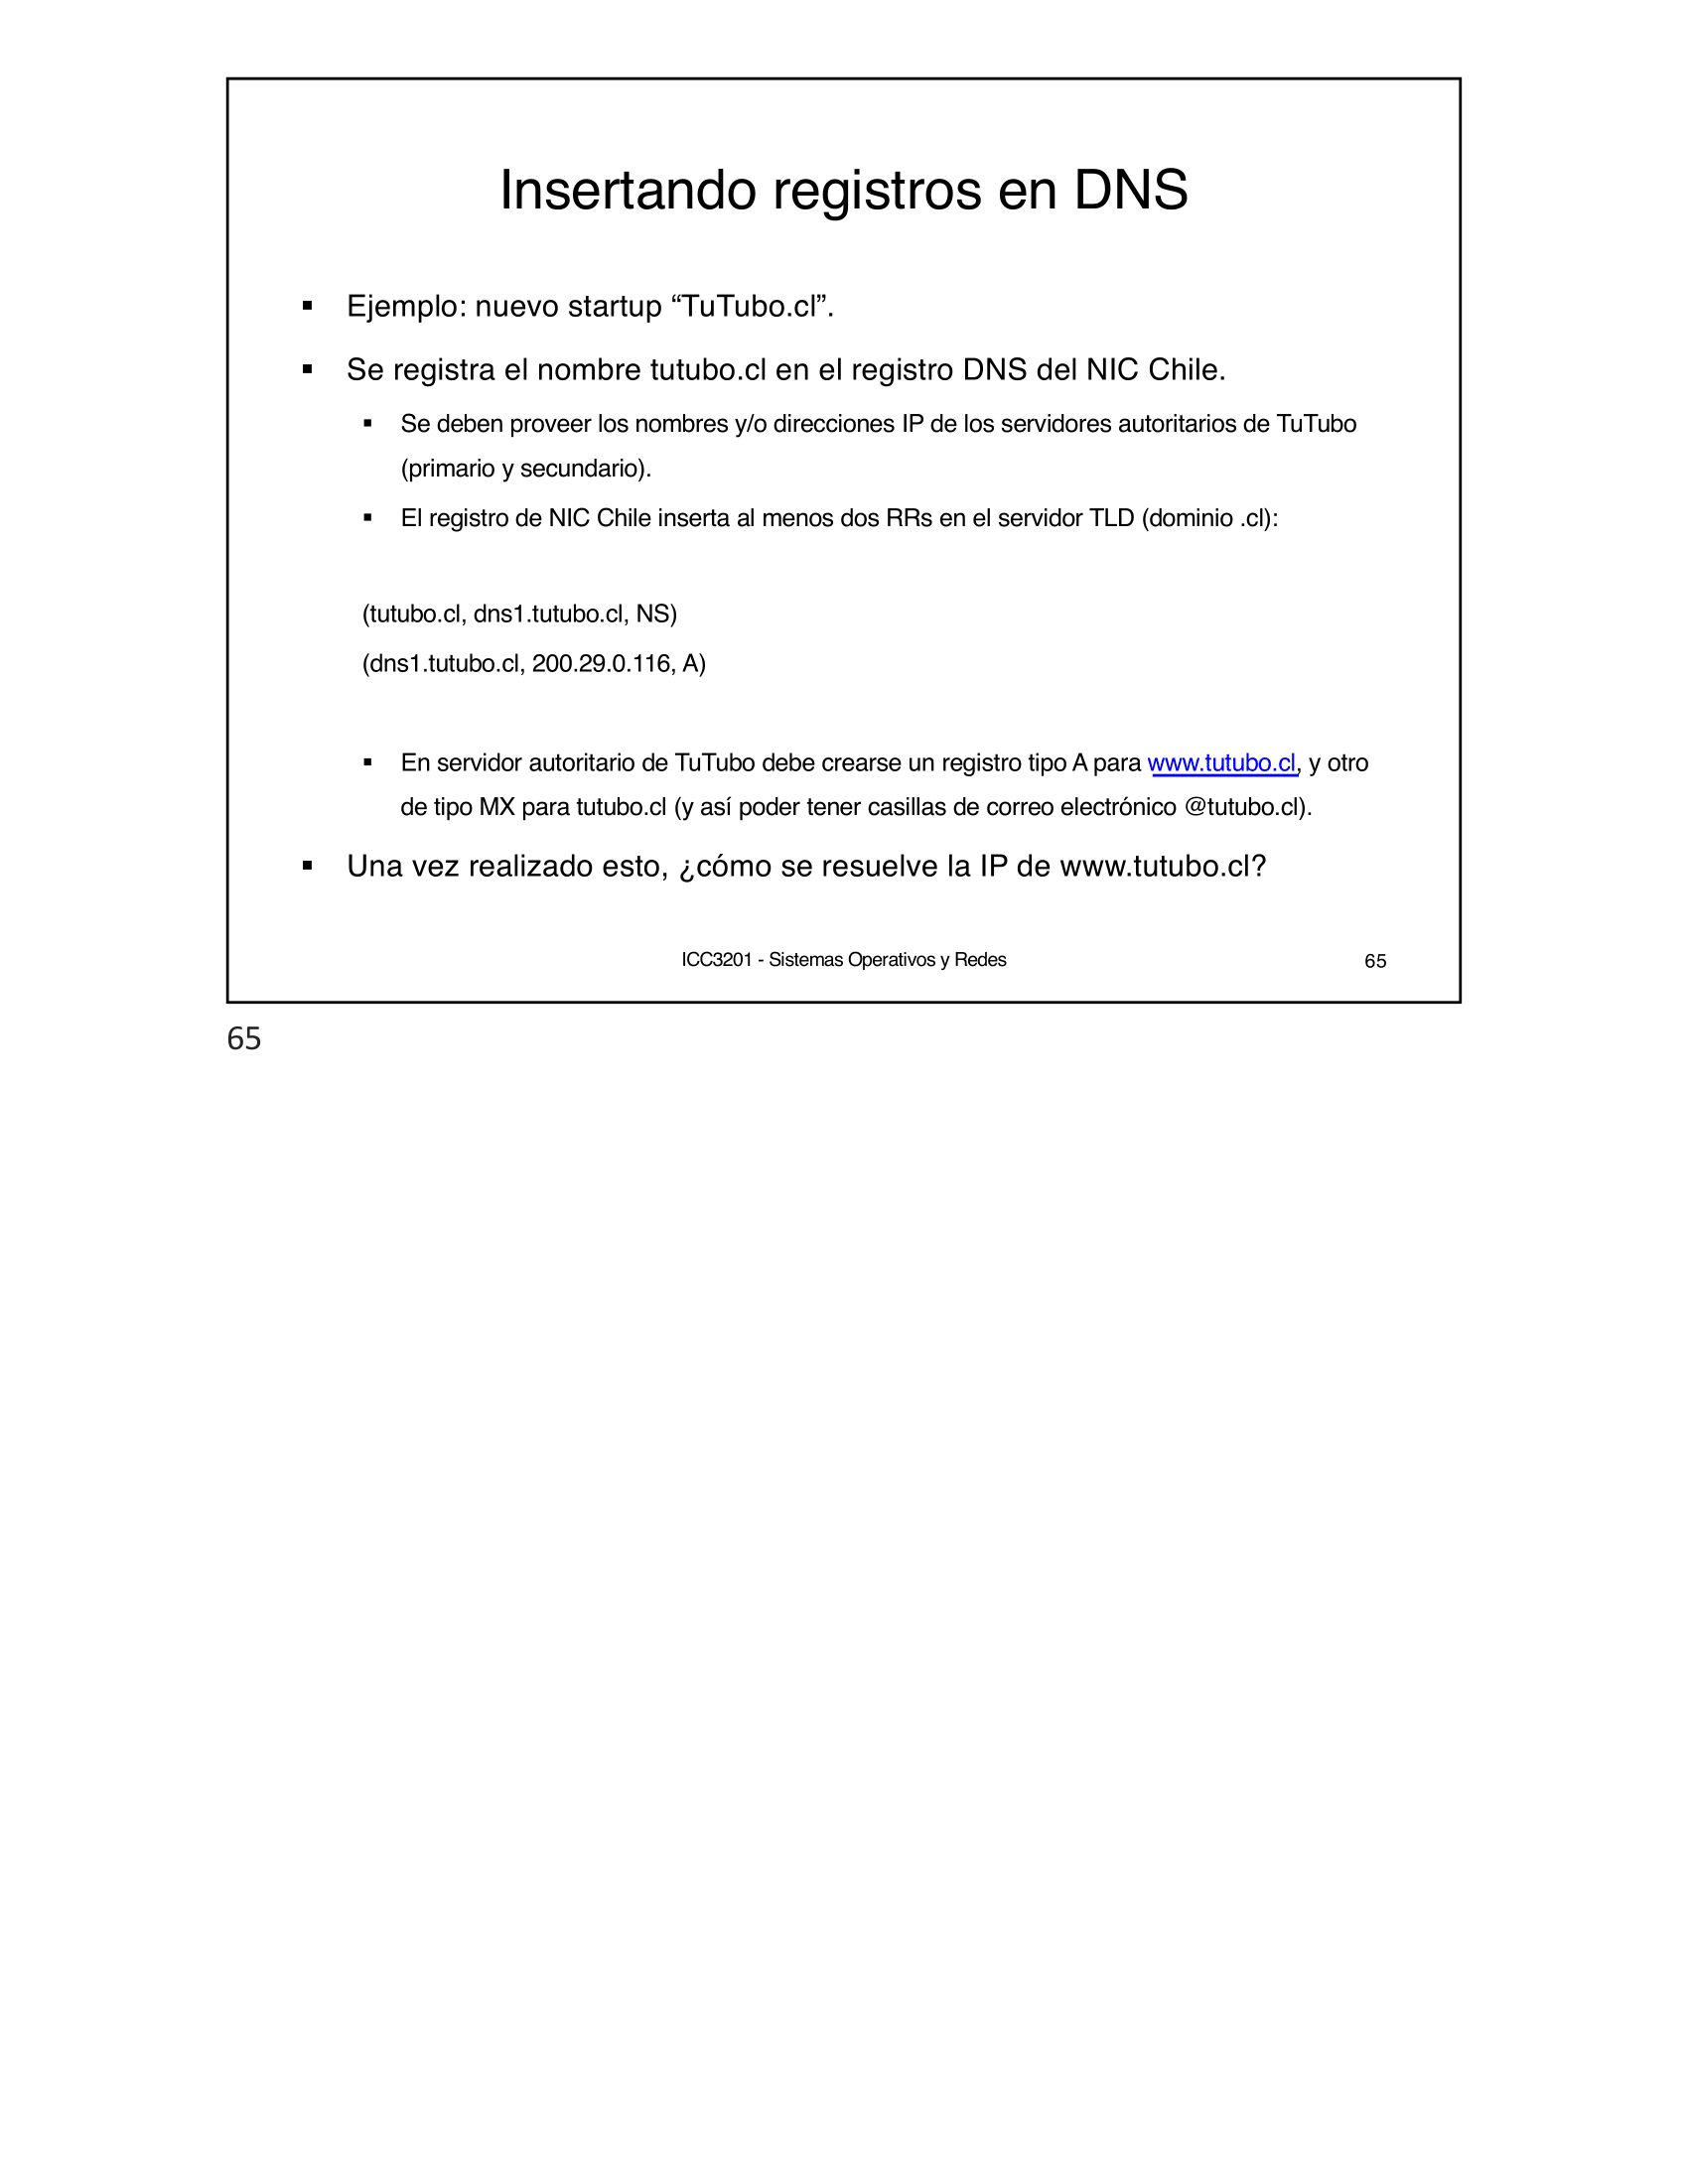 Insertando registros en DNS
▪ Ejemplo: nuevo startup “TuTubo.cl”.
▪ Se registra el nombre tutubo.cl en el registro DNS del NIC Chile.
▪ Se deben proveer los nombres y/o direcciones IP de los servidores autoritarios de TuTubo
(primario y secundario).
▪ El registro de NIC Chile inserta al menos dos RRs en el servidor TLD (dominio .cl):
(tutubo.cl, dns1.tutubo.cl, NS)
(dns1.tutubo.cl, 200.29.0.116, A)
▪ En servidor autoritario de TuTubo debe crearse un registro tipo A para www.tutubo.cl, y otro
de tipo MX para tutubo.cl (y así poder tener casillas de correo electrónico @tutubo.cl).
▪ Una vez realizado esto, ¿cómo se resuelve la IP de www.tutubo.cl?
ICC3201 - Sistemas Operativos y Redes 65
65